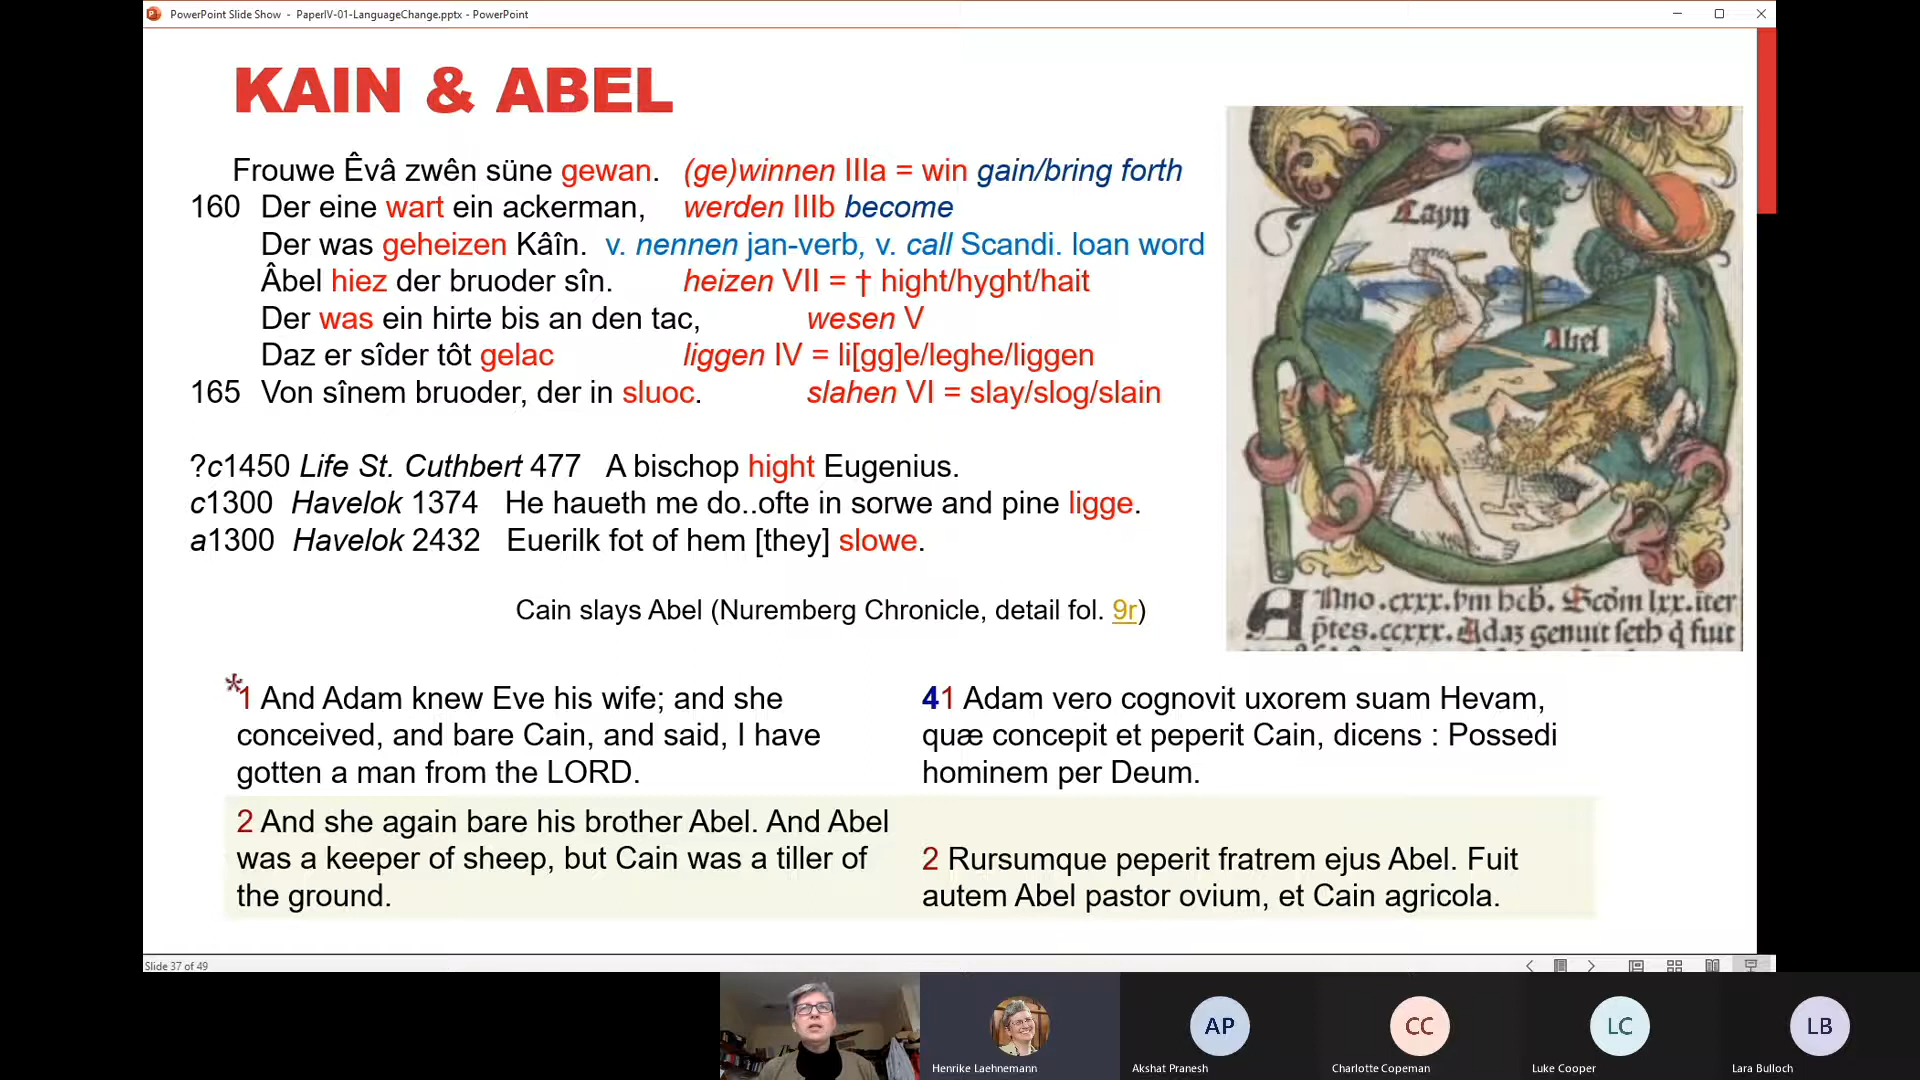 PowerPoint Slide Show - PaperIV-01-LanguageChange.pptx - PowerPoint
KAIN & ABEL
Frouwe Êvâ zwên süne gewan. (ge)winnen IIIa = win gain/bring forth
160 Der eine wart ein ackerman, werden IIIb become
Der was geheizen Kâîn. v. nennen jan-verb, v. call Scandi. loan word
Âbel hiez der bruoder sîn. heizen VII = † hight/hyght/hait
Der was ein hirte bis an den tac, wesen V
Daz er sîder tôt gelac liggen IV = li[gg]e/leghe/liggen
165 Von sînem bruoder, der in sluoc. slahen VI = slay/slog/slain
?c1450 Life St. Cuthbert 477 A bischop hight Eugenius.
c1300 Havelok 1374 He haueth me do..ofte in sorwe and pine ligge.
a1300 Havelok 2432 Euerilk fot of hem [they] slowe.
Cain slays Abel (Nuremberg Chronicle, detail fol. 9r)
Cayn
Abel
Anno.cxxx.
ptes.ccxxx.Adaz genuit seth q fuit
*1 And Adam knew Eve his wife; and she
conceived, and bare Cain, and said, I have
gotten a man from the LORD.
41 Adam vero cognovit uxorem suam Hevam,
quæ concepit et peperit Cain, dicens : Possedi
hominem per Deum.
2 And she again bare his brother Abel. And Abel
was a keeper of sheep, but Cain was a tiller of
the ground.
2 Rursumque peperit fratrem ejus Abel. Fuit
autem Abel pastor ovium, et Cain agricola.
Slide 37 of 49
Henrike Laehnemann
AP
Akshat Pranesh
CC
Charlotte Copeman
LC
Luke Cooper
LB
Lara Bulloch